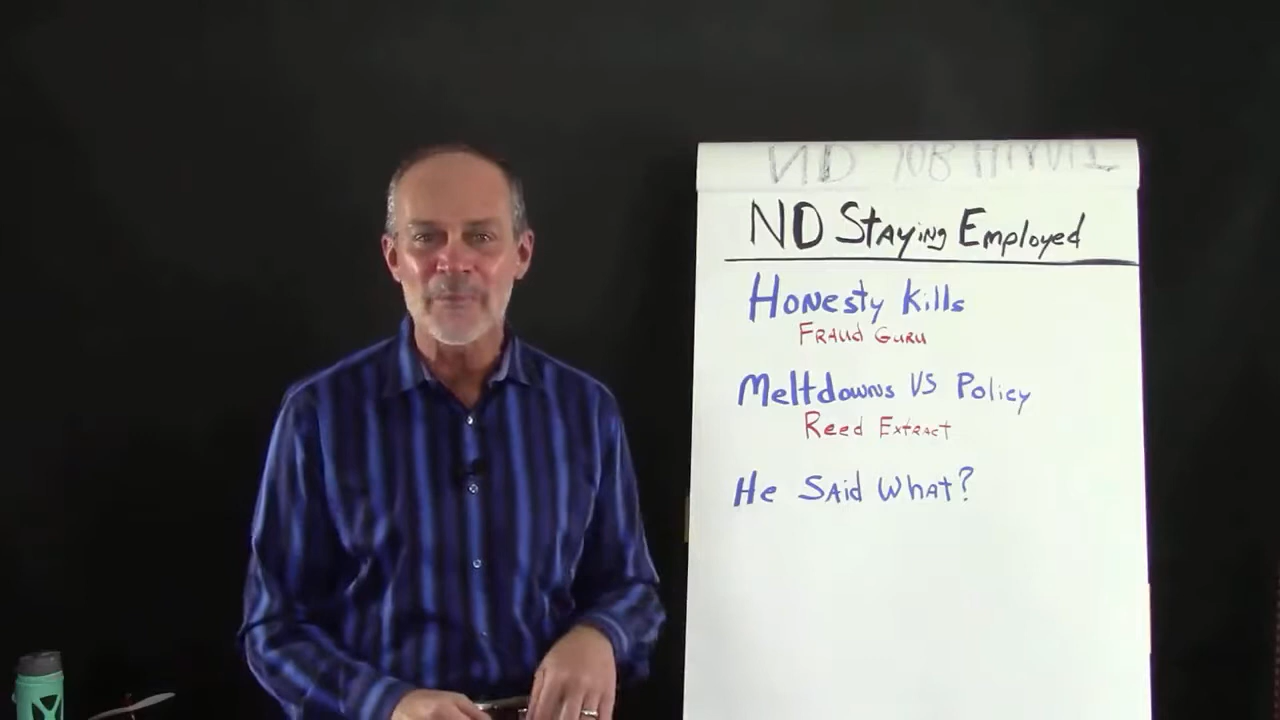 ND Staying Employed
Honesty Kills
Fraud Guru
Meltdowns VS Policy
Reed Extract
He Said What?